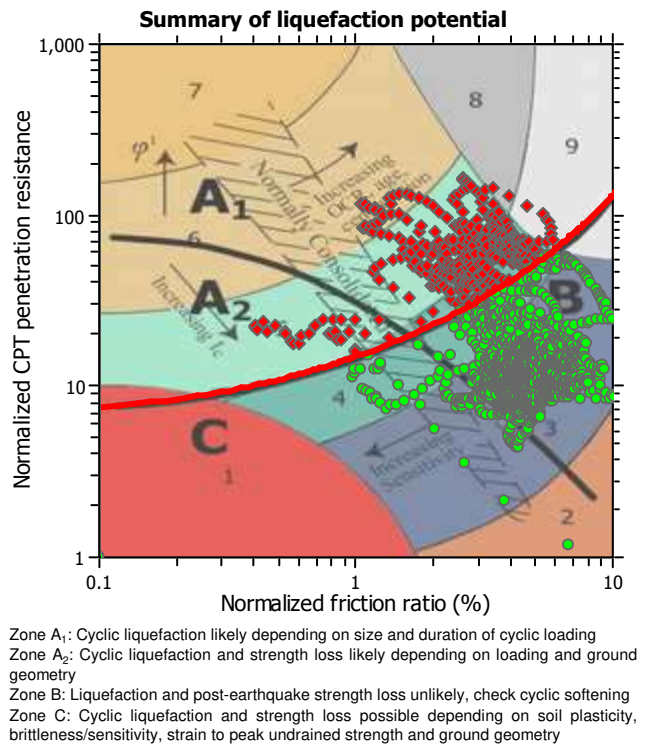 Summary of liquefaction potential
1,000
100
10
1
0.1
1
10
Normalized CPT penetration resistance
Normalized friction ratio (%)
7
8
9
φ'
A1
Normally Consolidated
Increasing
OCR, age,
6
A2
Increasing Ic
B
4
3
C
1
Increasing
Sensitivity
2
Zone A1: Cyclic liquefaction likely depending on size and duration of cyclic loading
Zone A2: Cyclic liquefaction and strength loss likely depending on loading and ground
geometry
Zone B: Liquefaction and post-earthquake strength loss unlikely, check cyclic softening
Zone C: Cyclic liquefaction and strength loss possible depending on soil plasticity,
brittleness/sensitivity, strain to peak undrained strength and ground geometry